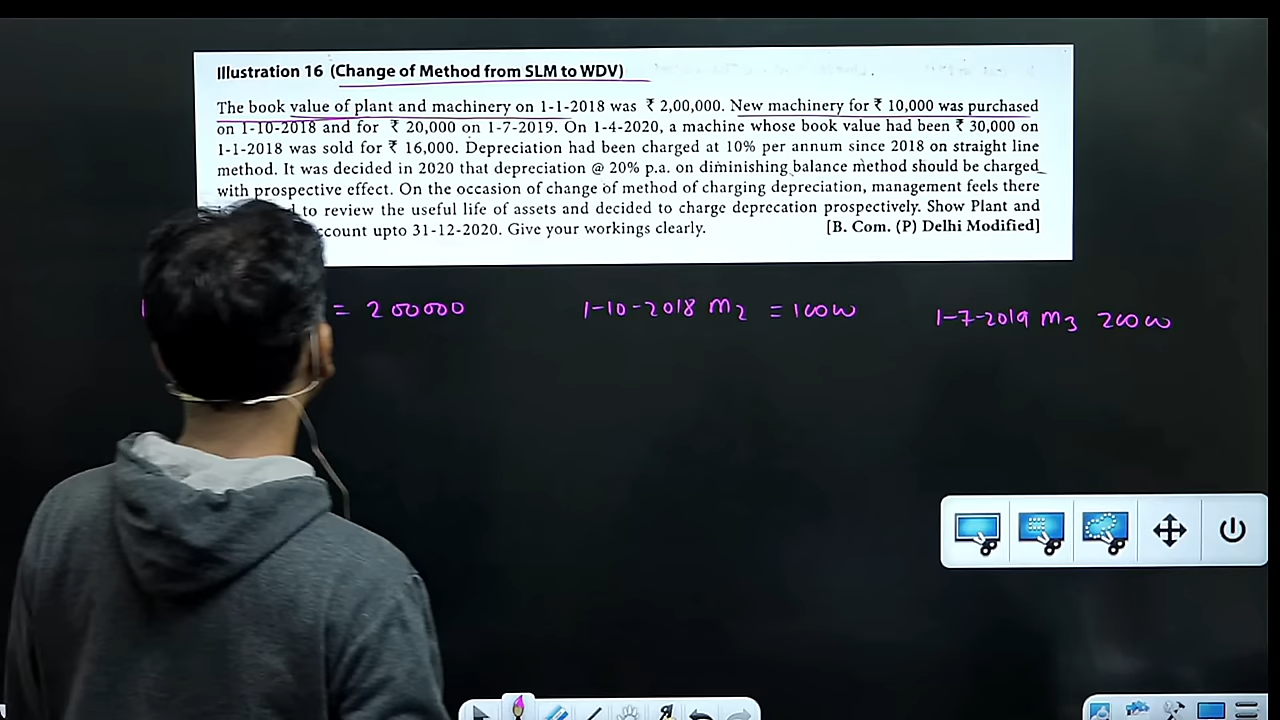 Illustration 16 (Change of Method from SLM to WDV)
The book value of plant and machinery on 1-1-2018 was ₹ 2,00,000. New machinery for ₹ 10,000 was purchased
on 1-10-2018 and for ₹ 20,000 on 1-7-2019. On 1-4-2020, a machine whose book value had been ₹ 30,000 on
1-1-2018 was sold for ₹ 16,000. Depreciation had been charged at 10% per annum since 2018 on straight line
method. It was decided in 2020 that depreciation @ 20% p.a. on diminishing balance method should be charged
with prospective effect. On the occasion of change of method of charging depreciation, management feels there
to review the useful life of assets and decided to charge deprecation prospectively. Show Plant and
count upto 31-12-2020. Give your workings clearly. [B. Com. (P) Delhi Modified]
= 200000 1-10-2018 M2 = 10000 1-7-2019 M3 20000